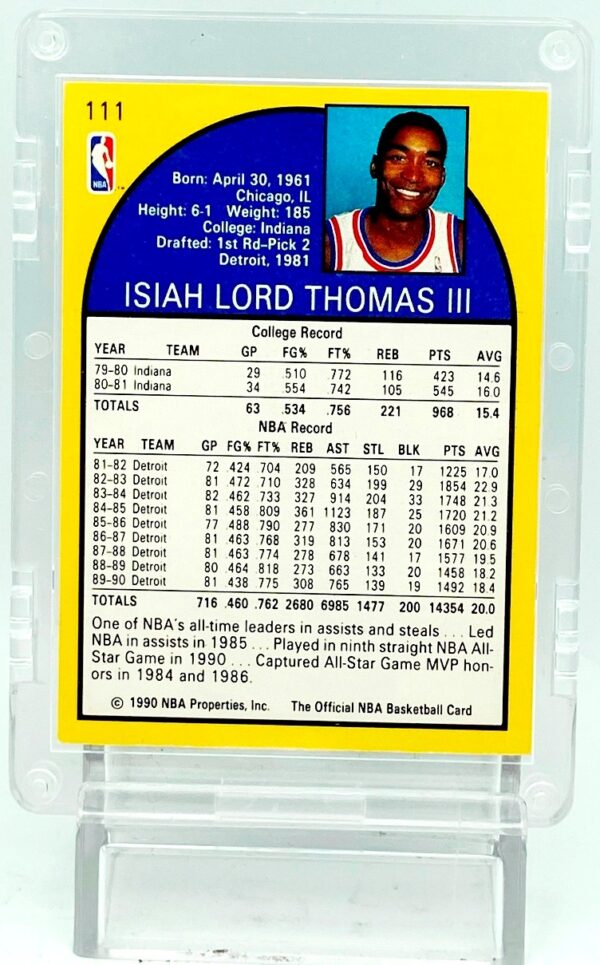 111
NBA
Born: April 30, 1961
Chicago, IL
Height: 6-1 Weight: 185
College: Indiana
Drafted: 1st Rd-Pick 2
Detroit, 1981
ISIAH LORD THOMAS III
College Record
YEAR TEAM GP FG% FT% REB PTS AVG
79-80 Indiana 29 .510 .772 116 423 14.6
80-81 Indiana 34 .554 .742 105 545 16.0
TOTALS 63 .534 .756 221 968 15.4
NBA Record
YEAR TEAM GP FG% FT% REB AST STL BLK PTS AVG
81-82 Detroit 72 .424 .704 209 565 150 17 1225 17.0
82-83 Detroit 81 .472 .710 328 634 199 29 1854 22.9
83-84 Detroit 82 .462 .733 327 914 204 33 1748 21.3
84-85 Detroit 81 .458 .809 361 1123 187 25 1720 21.2
85-86 Detroit 77 .488 .790 277 830 171 20 1609 20.9
86-87 Detroit 81 .463 .768 319 813 153 20 1671 20.6
87-88 Detroit 81 .463 .774 278 678 141 17 1577 19.5
88-89 Detroit 80 .464 .818 273 663 133 20 1458 18.2
89-90 Detroit 81 .438 .775 308 765 139 19 1492 18.4
TOTALS 716 .460 .762 2680 6985 1477 200 14354 20.0
One of NBA's all-time leaders in assists and steals . . . Led
NBA in assists in 1985 . . . Played in ninth straight NBA All-
Star Game in 1990 . . . Captured All-Star Game MVP hon-
ors in 1984 and 1986.
© 1990 NBA Properties, Inc. The Official NBA Basketball Card